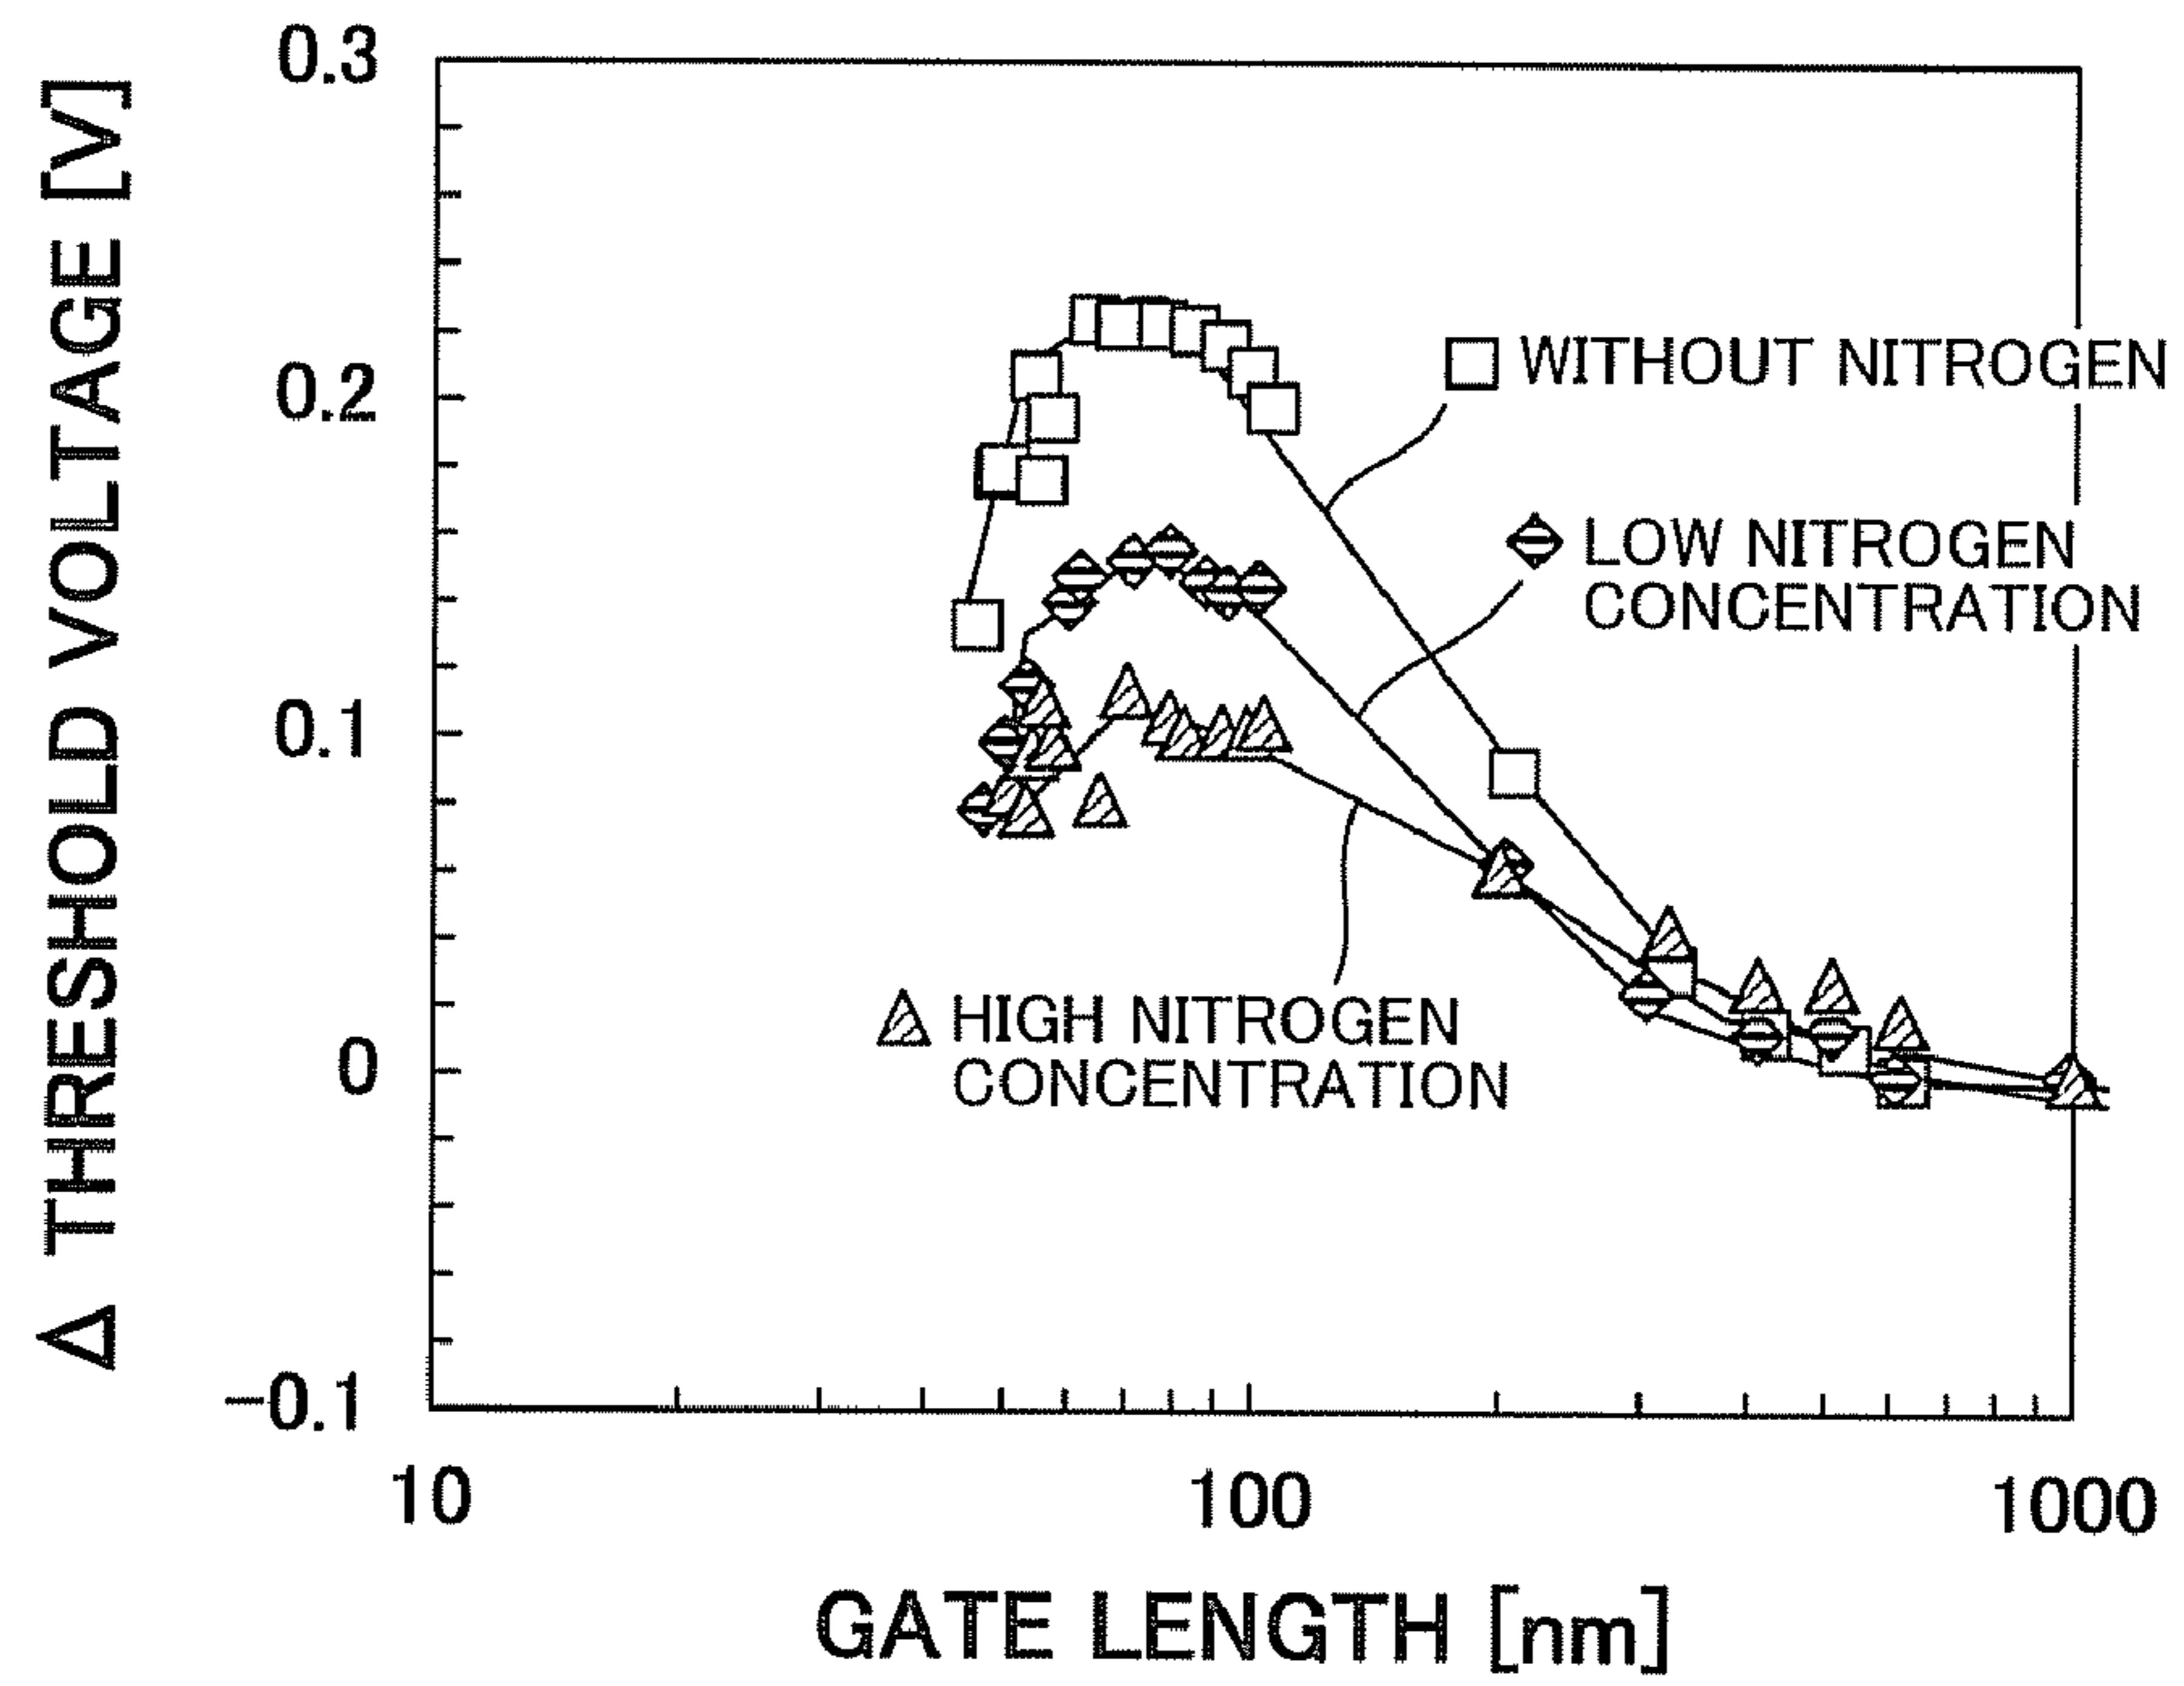 Δ THRESHOLD VOLTAGE [V]
0.3
0.2
0.1
0
−0.1
WITHOUT NITROGEN
LOW NITROGEN
CONCENTRATION
HIGH NITROGEN
CONCENTRATION
10
100
1000
GATE LENGTH [nm]